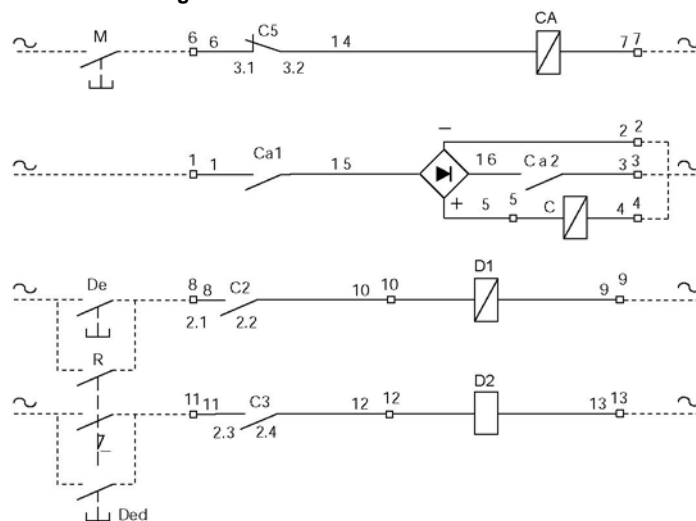 M 6 6 C5 14 CA 7 7
3.1 3.2
1 1 Ca1 15 − 16 Ca2 2 2
3 3
+ 5 5 C 4 4
De 8 8 C2 10 10 D1 9 9
2.1 2.2
R
11 11 C3 12 12 D2 13 13
2.3 2.4
Ded